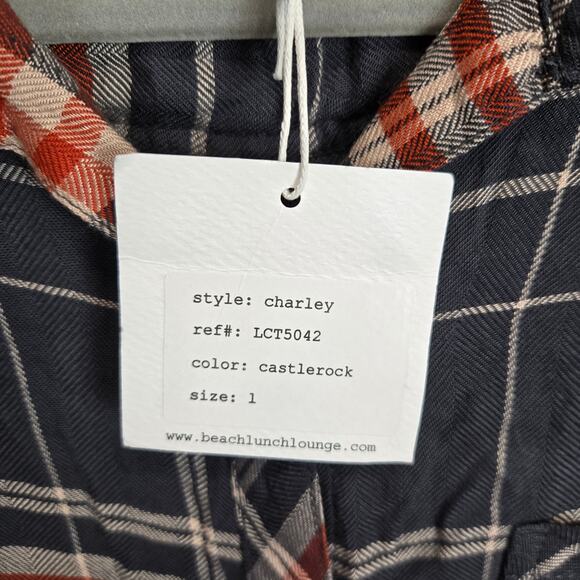 style: charley
ref#: LCT5042
color: castlerock
size: l
www.beachlunchlounge.com